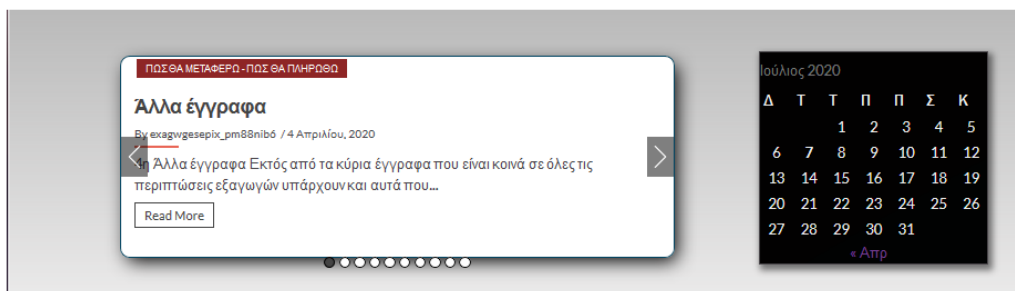 ΠΩΣ ΘΑ ΜΕΤΑΦΕΡΩ - ΠΩΣ ΘΑ ΠΛΗΡΩΘΩ
Άλλα έγγραφα
By exagwgesepix_pm88nib6 / 4 Απριλίου, 2020
4η Άλλα έγγραφα Εκτός από τα κύρια έγγραφα που είναι κοινά σε όλες τις
περιπτώσεις εξαγωγών υπάρχουν και αυτά που...
Read More
Ιούλιος 2020
Δ Τ Τ Π Π Σ Κ
1 2 3 4 5
6 7 8 9 10 11 12
13 14 15 16 17 18 19
20 21 22 23 24 25 26
27 28 29 30 31
« Απρ